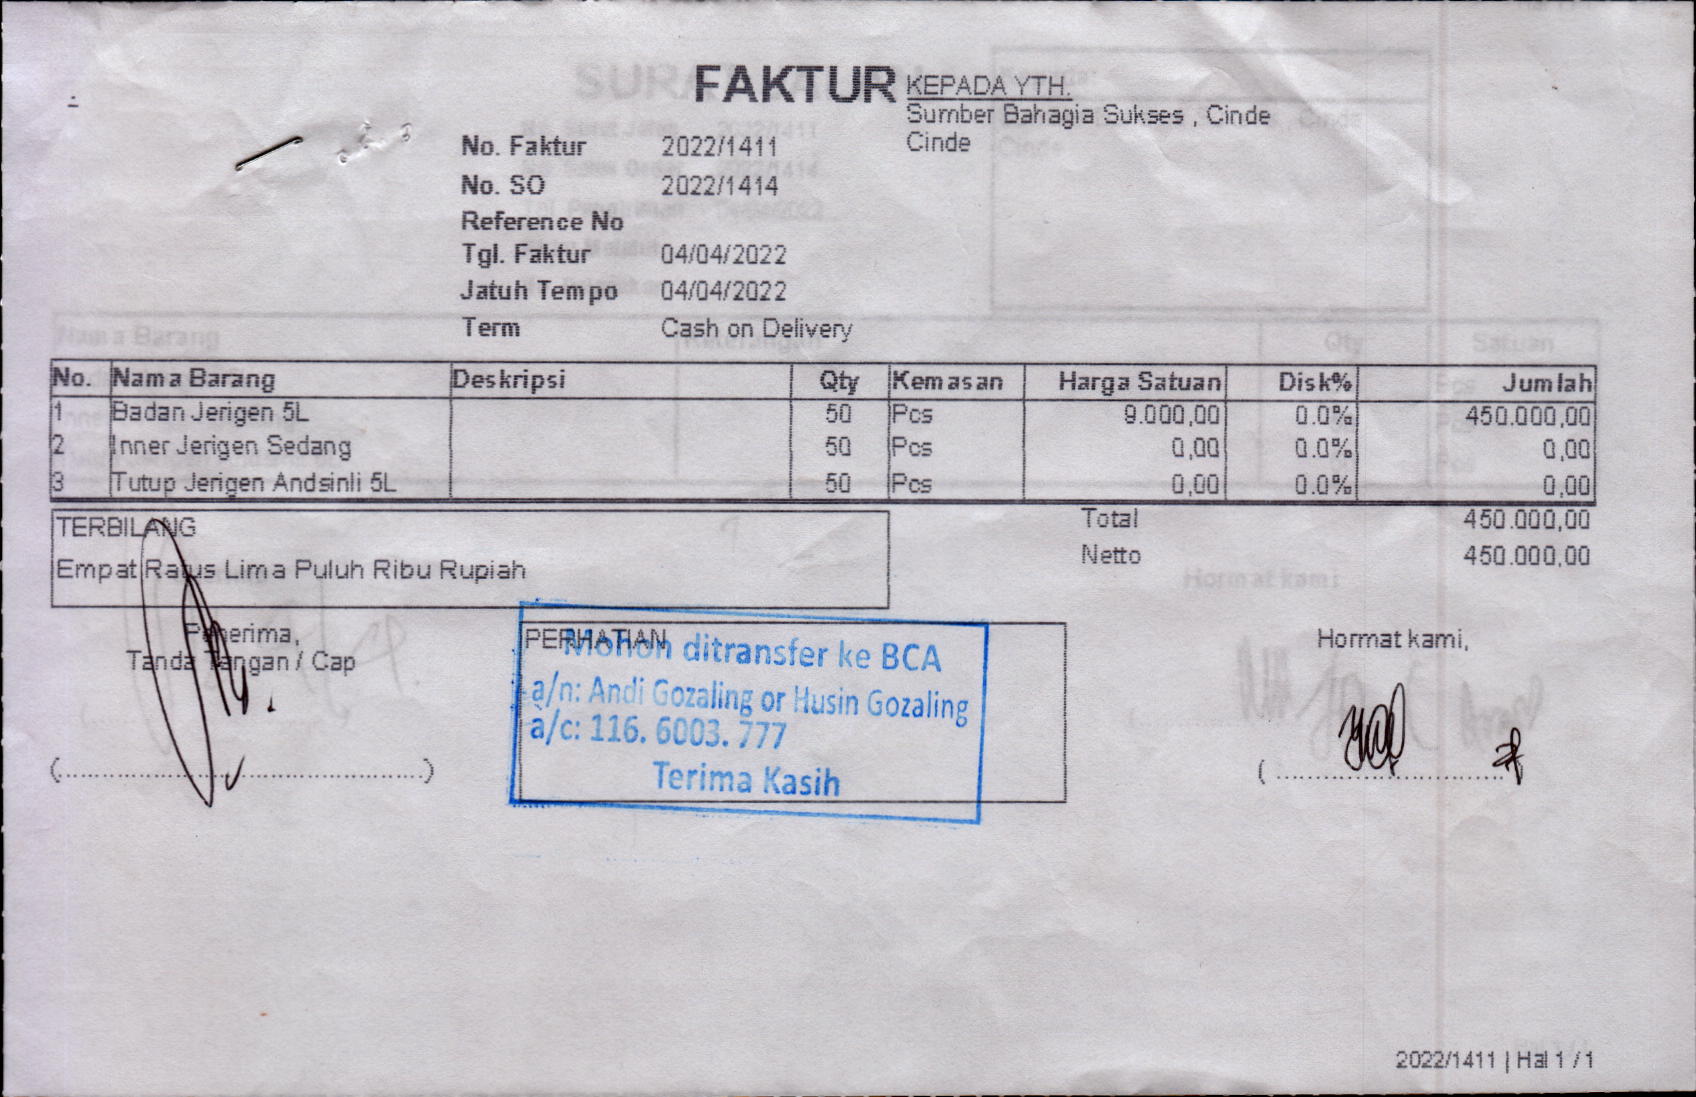 FAKTUR
KEPADA YTH.
Sumber Bahagia Sukses , Cinde
Cinde
No. Faktur 2022/1411
No. SO 2022/1414
Reference No
Tgl. Faktur 04/04/2022
Jatuh Tempo 04/04/2022
Term Cash on Delivery
No. Nama Barang Deskripsi Qty Kemasan Harga Satuan Disk% Jumlah
1 Badan Jerigen 5L 50 Pcs 9.000,00 0.0% 450.000,00
2 Inner Jerigen Sedang 50 Pcs 0,00 0.0% 0,00
3 Tutup Jerigen Andsinli 5L 50 Pcs 0,00 0.0% 0,00
TERBILANG
Empat Ratus Lima Puluh Ribu Rupiah
Total 450.000,00
Netto 450.000,00
Penerima,
Tanda Tangan / Cap
(..........................................)
PERHATIAN
Mohon ditransfer ke BCA
a/n: Andi Gozaling or Husin Gozaling
a/c: 116. 6003. 777
Terima Kasih
Hormat kami,
2022/1411 | Hal 1 / 1